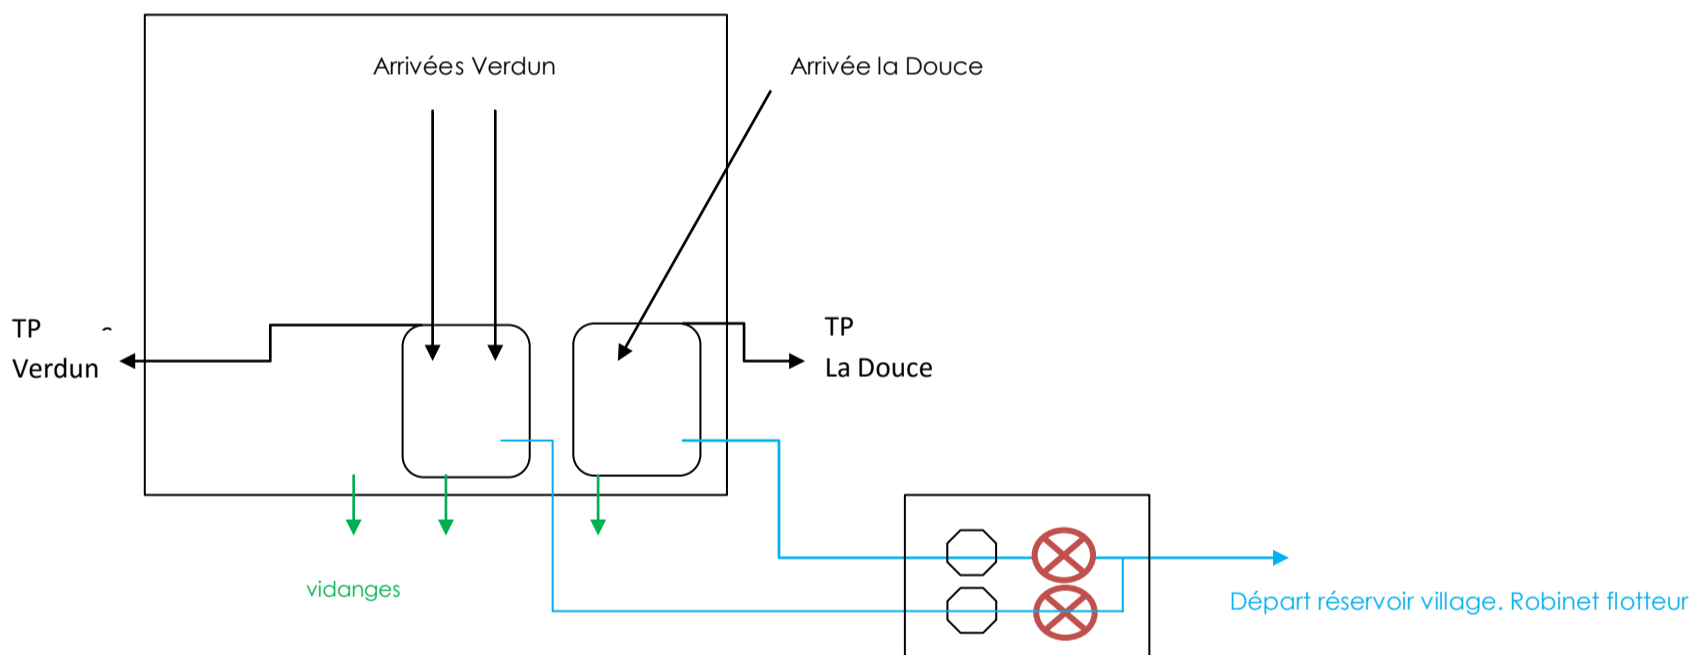 Arrivées Verdun
Arrivée la Douce
TP
Verdun
TP
La Douce
vidanges
Départ réservoir village. Robinet flotteur